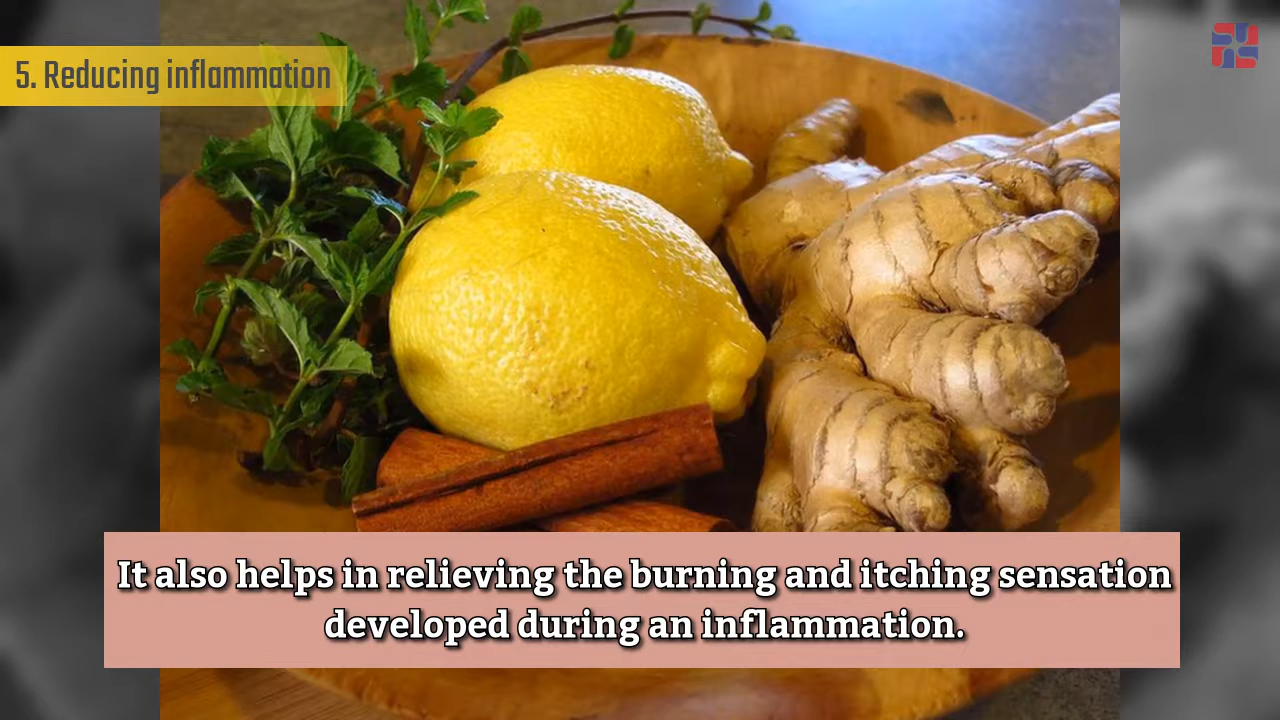 5. Reducing inflammation
It also helps in relieving the burning and itching sensation
developed during an inflammation.